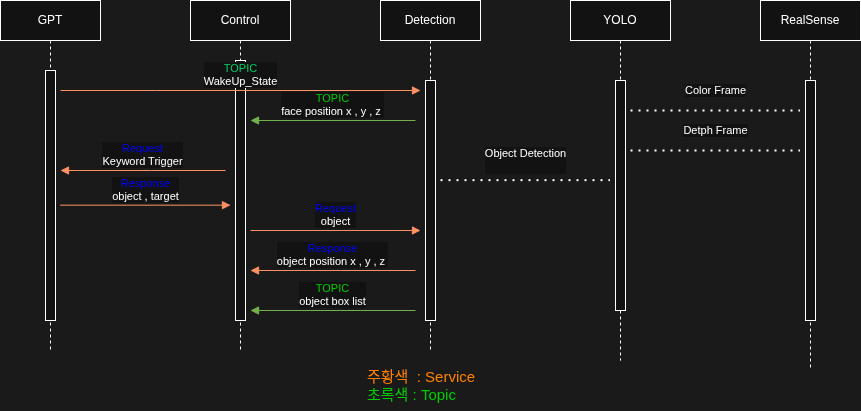 GPT
Control
Detection
YOLO
RealSense
TOPIC
WakeUp_State
Color Frame
TOPIC
face position x , y , z
Detph Frame
Request
Keyword Trigger
Object Detection
Response
object , target
Request
object
Response
object position x , y , z
TOPIC
object box list
주황색 : Service
초록색 : Topic